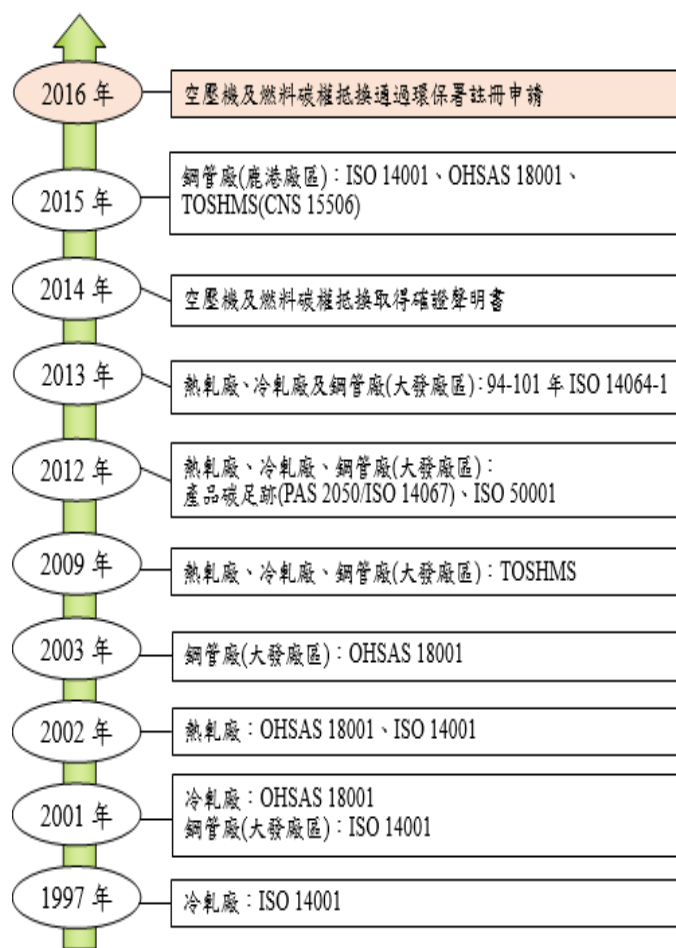 2016 年
空壓機及燃料碳權抵換通過環保署註冊申請
2015 年
鋼管廠(鹿港廠區)：ISO 14001、OHSAS 18001、
TOSHMS(CNS 15506)
2014 年
空壓機及燃料碳權抵換取得確證聲明書
2013 年
熱軋廠、冷軋廠及鋼管廠(大發廠區)：94-101 年 ISO 14064-1
2012 年
熱軋廠、冷軋廠、鋼管廠(大發廠區)：
產品碳足跡(PAS 2050/ISO 14067)、ISO 50001
2009 年
熱軋廠、冷軋廠、鋼管廠(大發廠區)：TOSHMS
2003 年
鋼管廠(大發廠區)：OHSAS 18001
2002 年
熱軋廠：OHSAS 18001、ISO 14001
2001 年
冷軋廠：OHSAS 18001
鋼管廠(大發廠區)：ISO 14001
1997 年
冷軋廠：ISO 14001